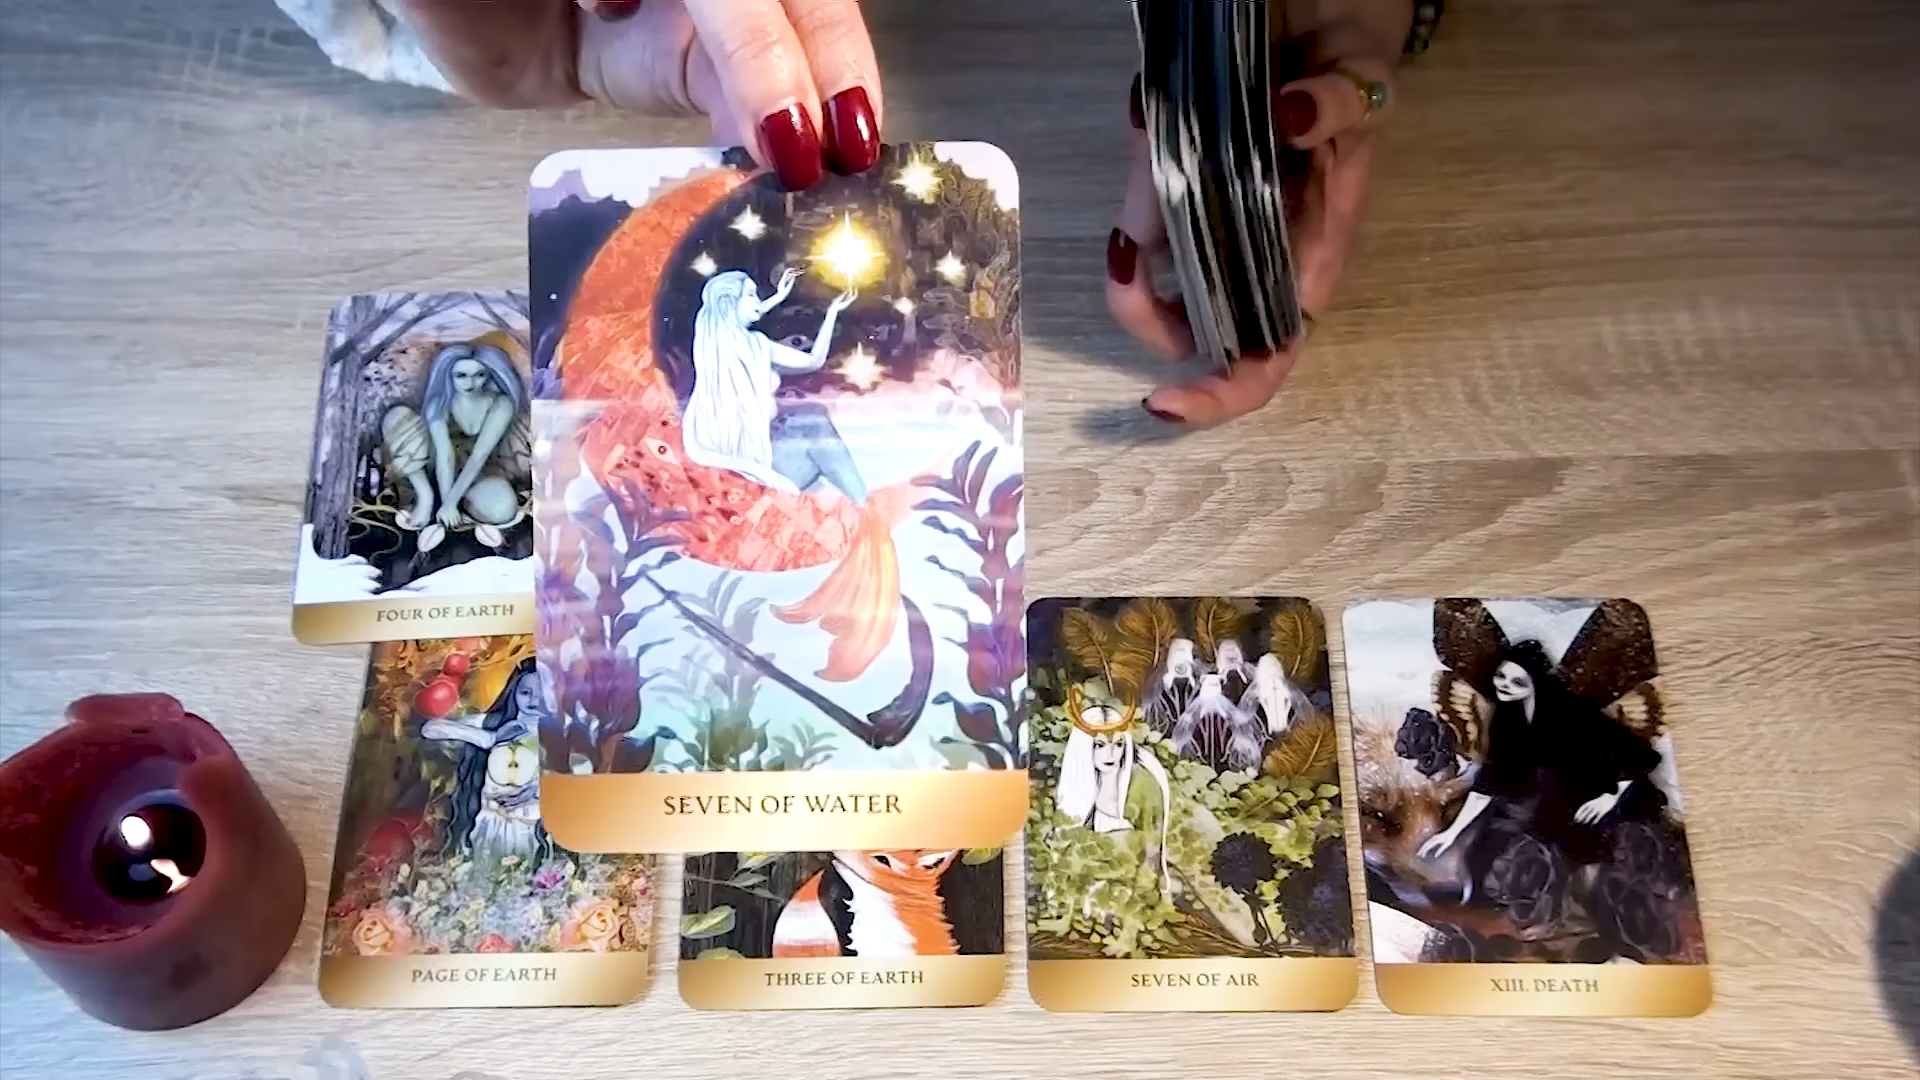 FOUR OF EARTH
SEVEN OF WATER
PAGE OF EARTH
THREE OF EARTH
SEVEN OF AIR
XIII. DEATH